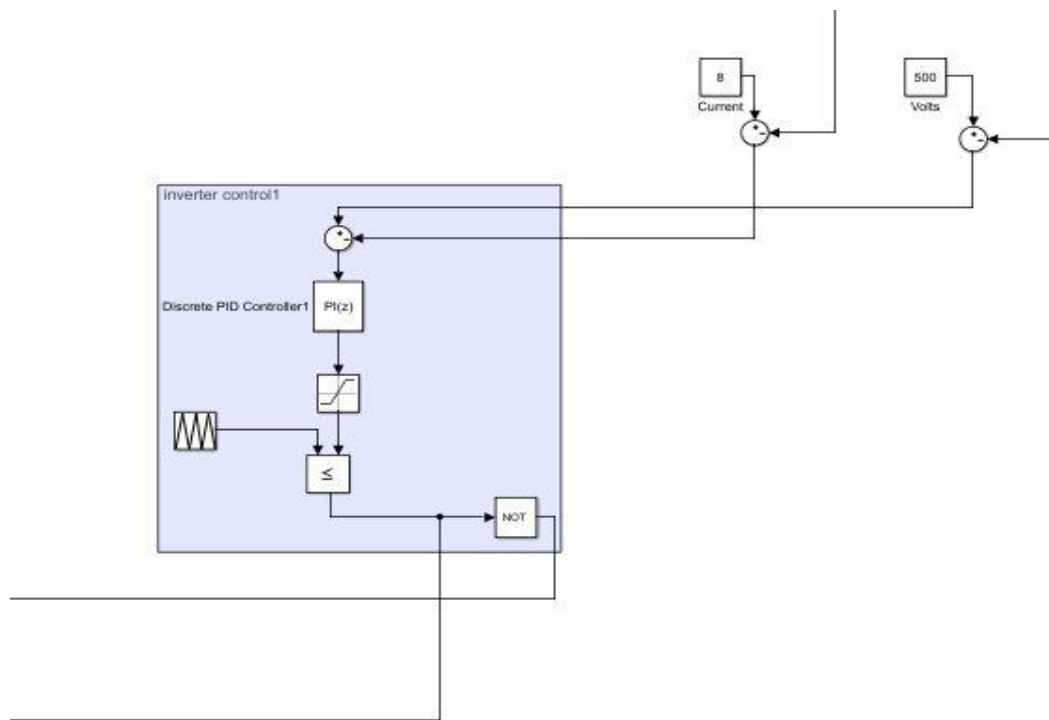 8
Current
500
Volts
inverter control1
Discrete PID Controller1
PI(z)
≤
NOT